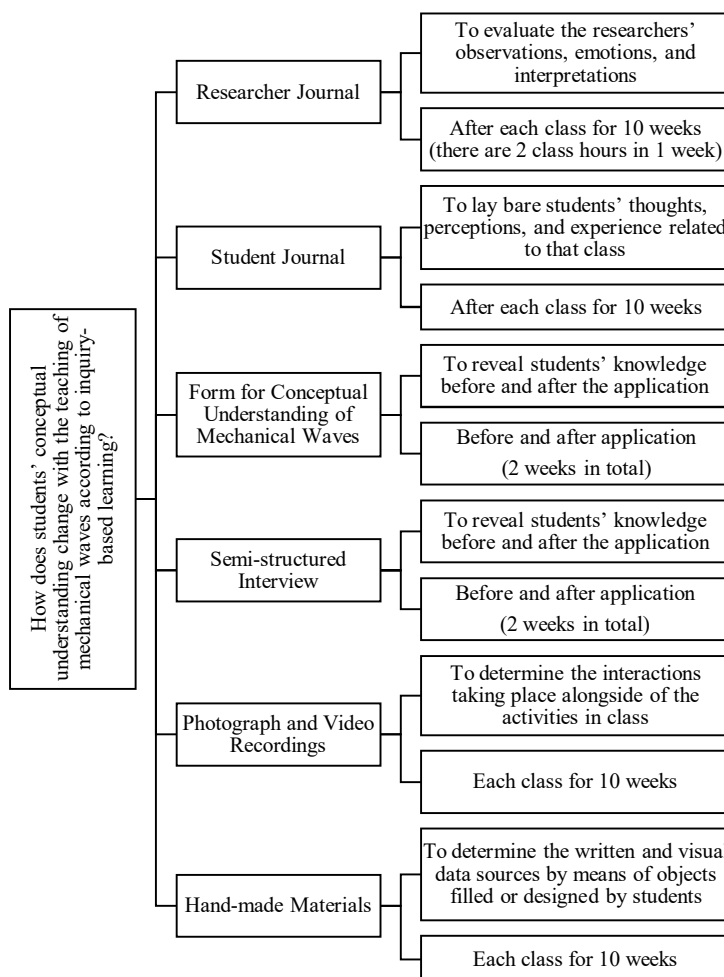 How does students’ conceptual
understanding change with the teaching of
mechanical waves according to inquiry-
based learning?
Researcher Journal
To evaluate the researchers’
observations, emotions, and
interpretations
After each class for 10 weeks
(there are 2 class hours in 1 week)
Student Journal
To lay bare students’ thoughts,
perceptions, and experience related
to that class
After each class for 10 weeks
Form for Conceptual
Understanding of
Mechanical Waves
To reveal students’ knowledge
before and after the application
Before and after application
(2 weeks in total)
Semi-structured
Interview
To reveal students’ knowledge
before and after the application
Before and after application
(2 weeks in total)
Photograph and Video
Recordings
To determine the interactions
taking place alongside of the
activities in class
Each class for 10 weeks
Hand-made Materials
To determine the written and visual
data sources by means of objects
filled or designed by students
Each class for 10 weeks